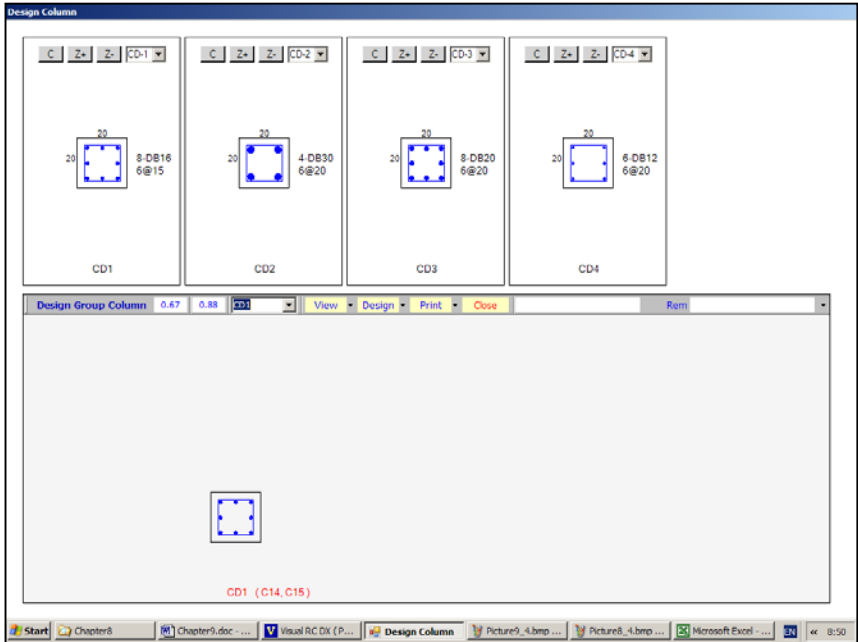 Design Column
C Z+ Z- CD-1
20
20
8-DB16
6@15
CD1
C Z+ Z- CD-2
20
20
4-DB30
6@20
CD2
C Z+ Z- CD-3
20
20
8-DB20
6@20
CD3
C Z+ Z- CD-4
20
20
6-DB12
6@20
CD4
Design Group Column 0.67 0.88 CD1 View Design Print Close Rem
CD1 (C14, C15)
Start Chapter8 Chapter9.doc - ... Visual RC DX ( P... Design Column Picture9_4.bmp ... Picture8_4.bmp ... Microsoft Excel - ... EN « 8:50